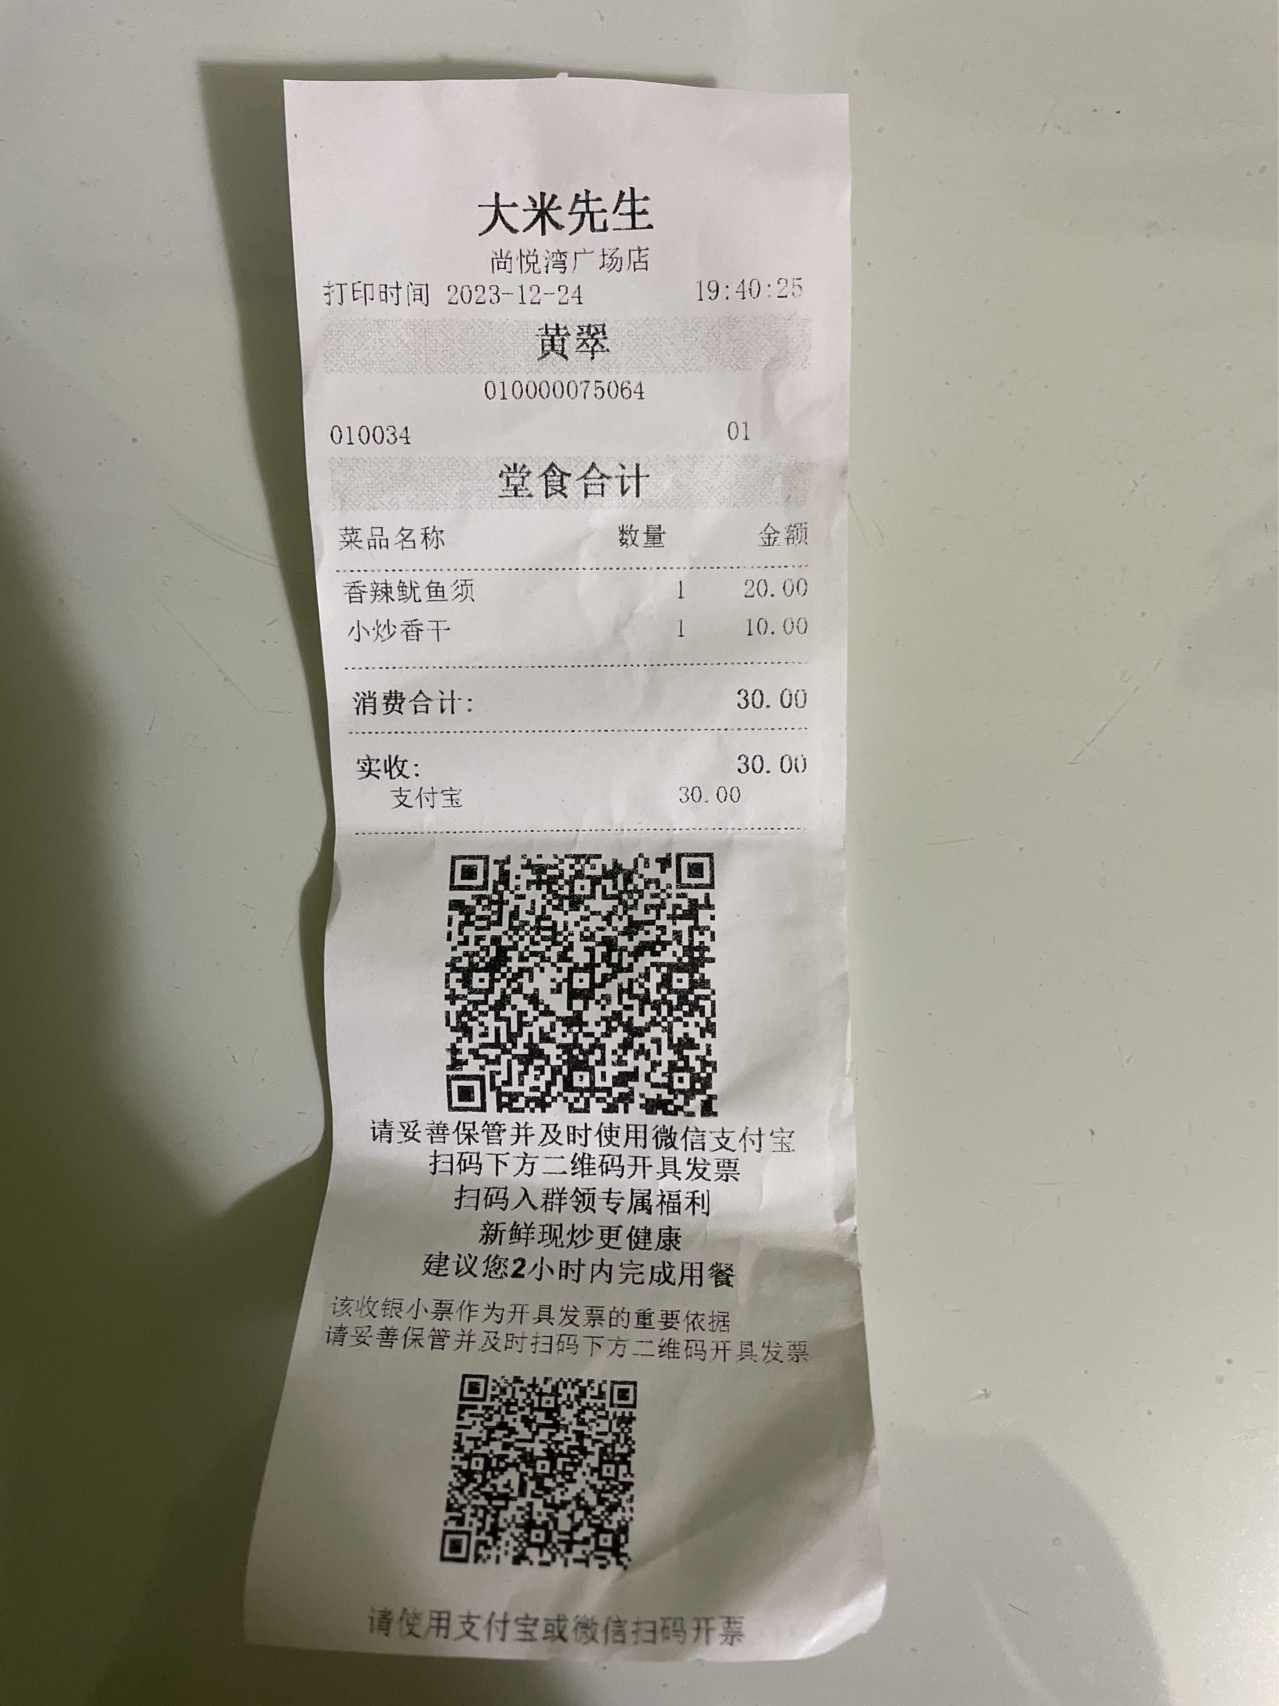 大米先生
尚悦湾广场店
打印时间 2023-12-24 19:40:25
黄翠
010000075064
010034 01
堂食合计
菜品名称 数量 金额
香辣鱿鱼须 1 20.00
小炒香干 1 10.00
消费合计: 30.00
实收: 30.00
支付宝 30.00
请妥善保管并及时使用微信支付宝
扫码下方二维码开具发票
扫码入群领专属福利
新鲜现炒更健康
建议您2小时内完成用餐
该收银小票作为开具发票的重要依据
请妥善保管并及时扫码下方二维码开具发票
请使用支付宝或微信扫码开票